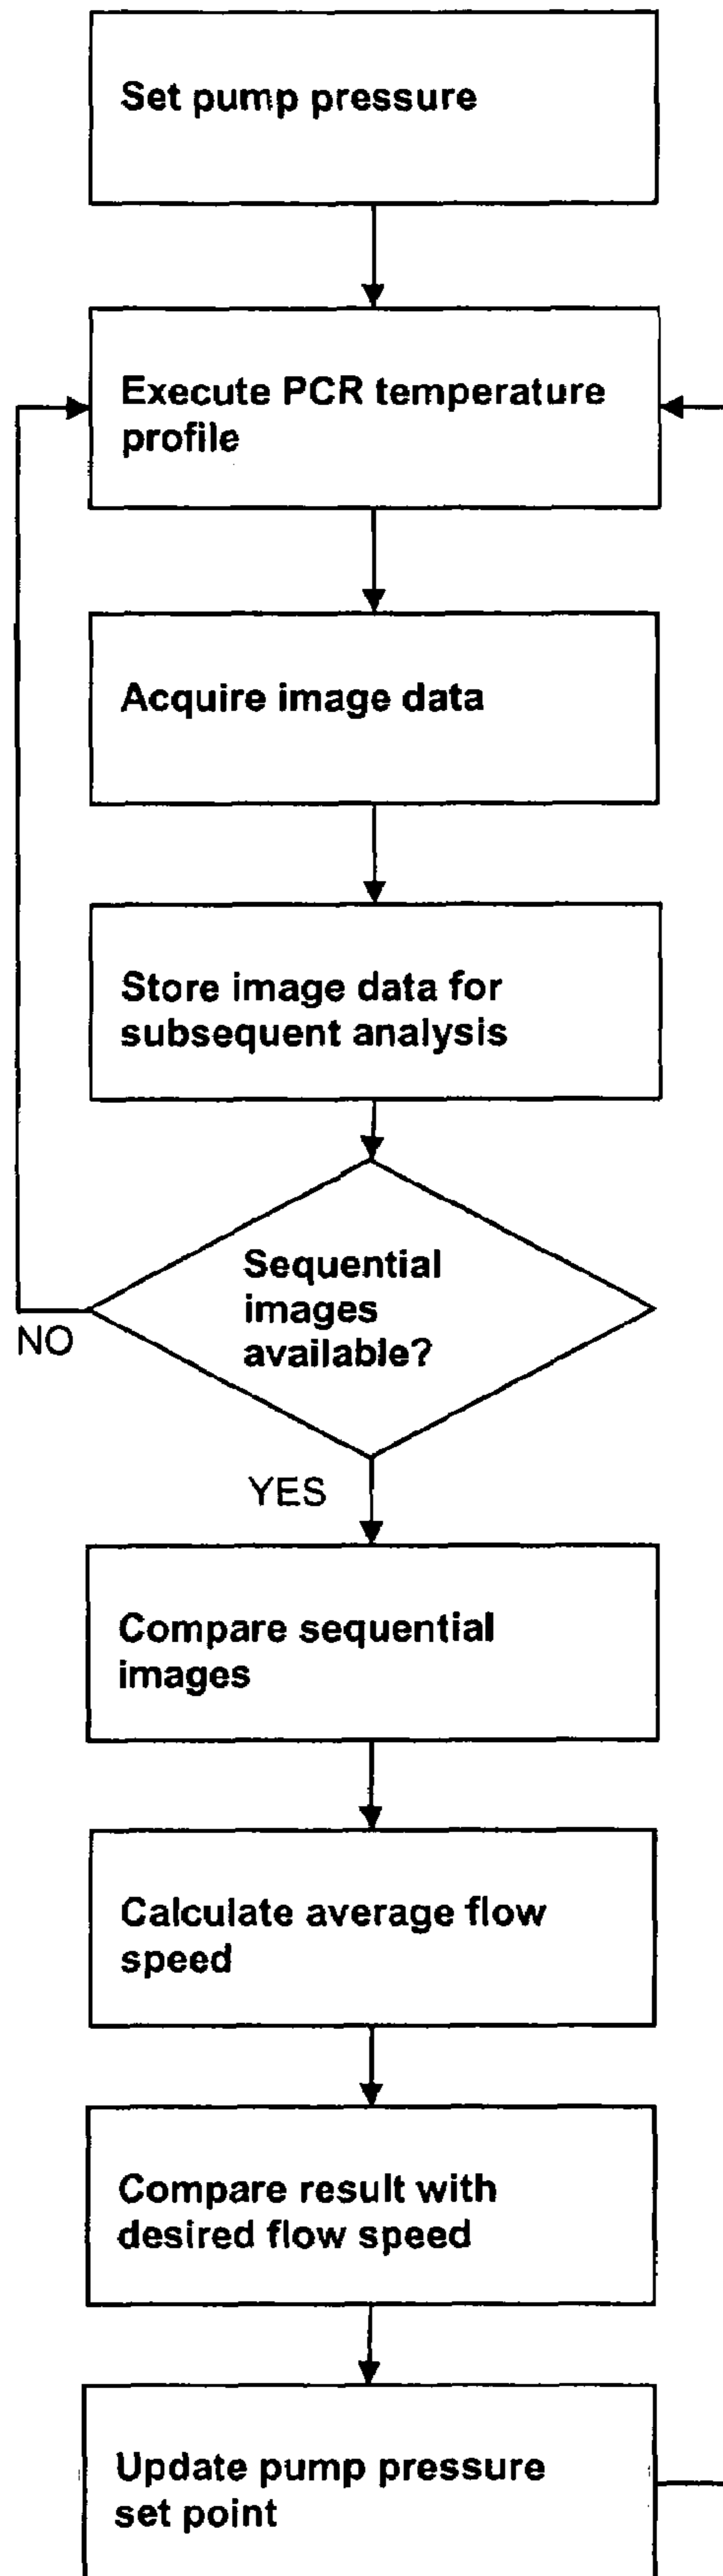 Set pump pressure
Execute PCR temperature
profile
Acquire image data
Store image data for
subsequent analysis
Sequential
images
available?
NO
YES
Compare sequential
images
Calculate average flow
speed
Compare result with
desired flow speed
Update pump pressure
set point